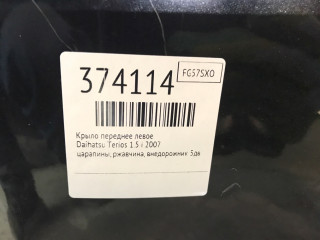 374114
FG57SXO
Крыло переднее левое
Daihatsu Terios 1.5 i 2007
царапины, ржавчина, внедорожник 5дв